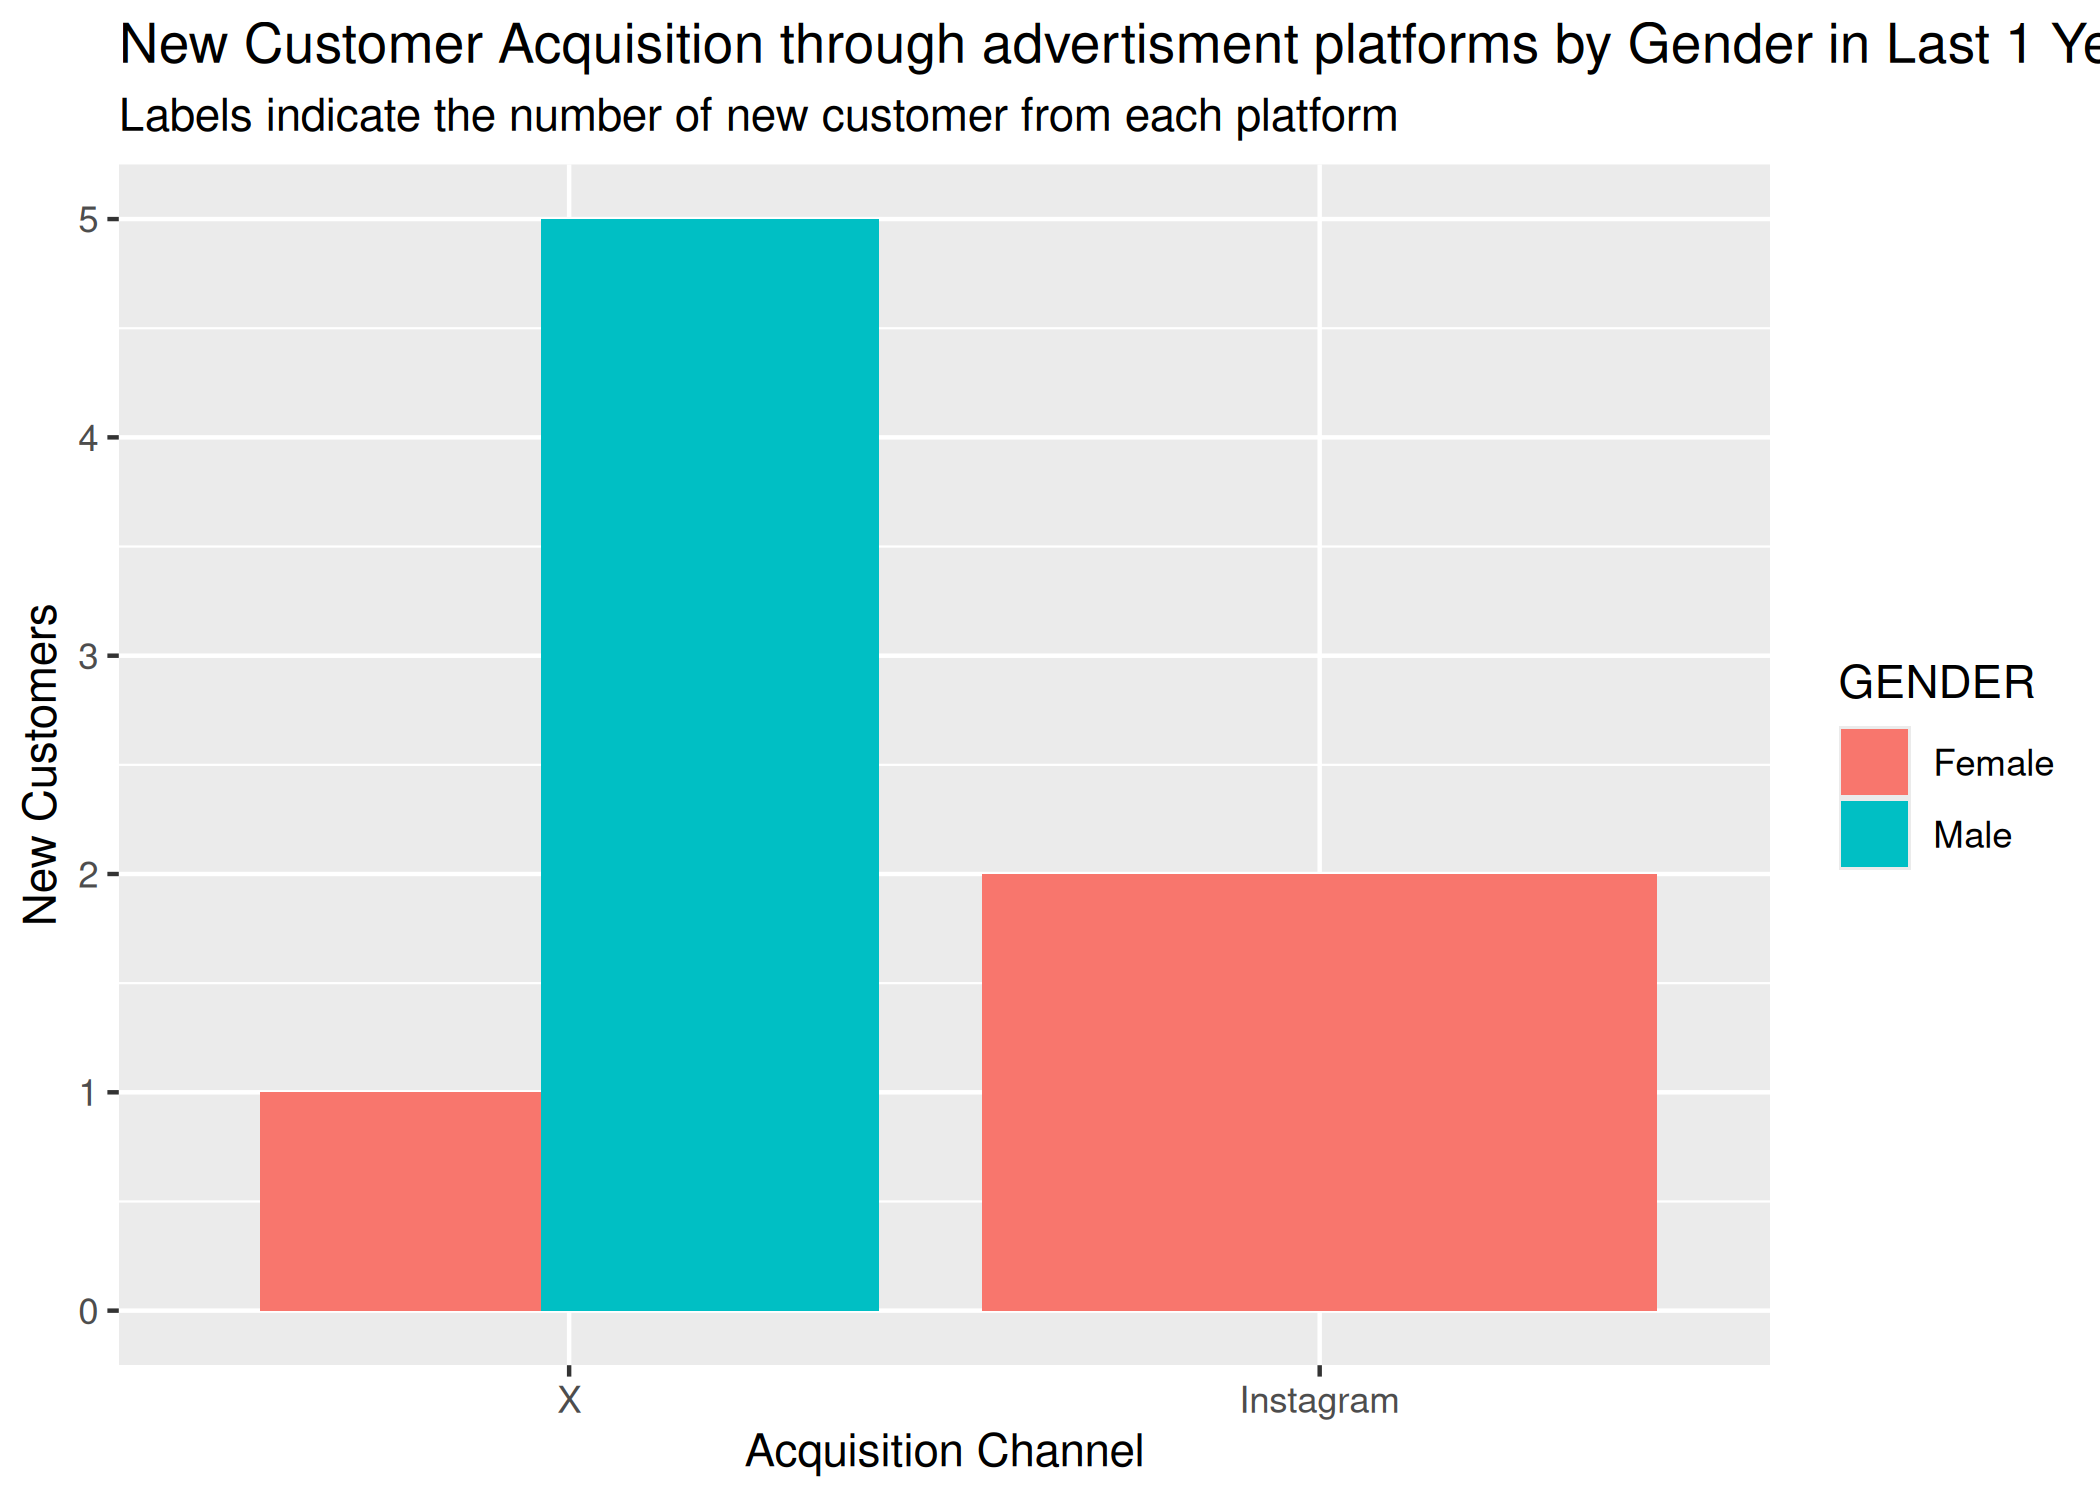 New Customer Acquisition through advertisment platforms by Gender in Last 1 Ye
Labels indicate the number of new customer from each platform
5
4
3
2
1
0
New Customers
X
Instagram
Acquisition Channel
GENDER
Female
Male